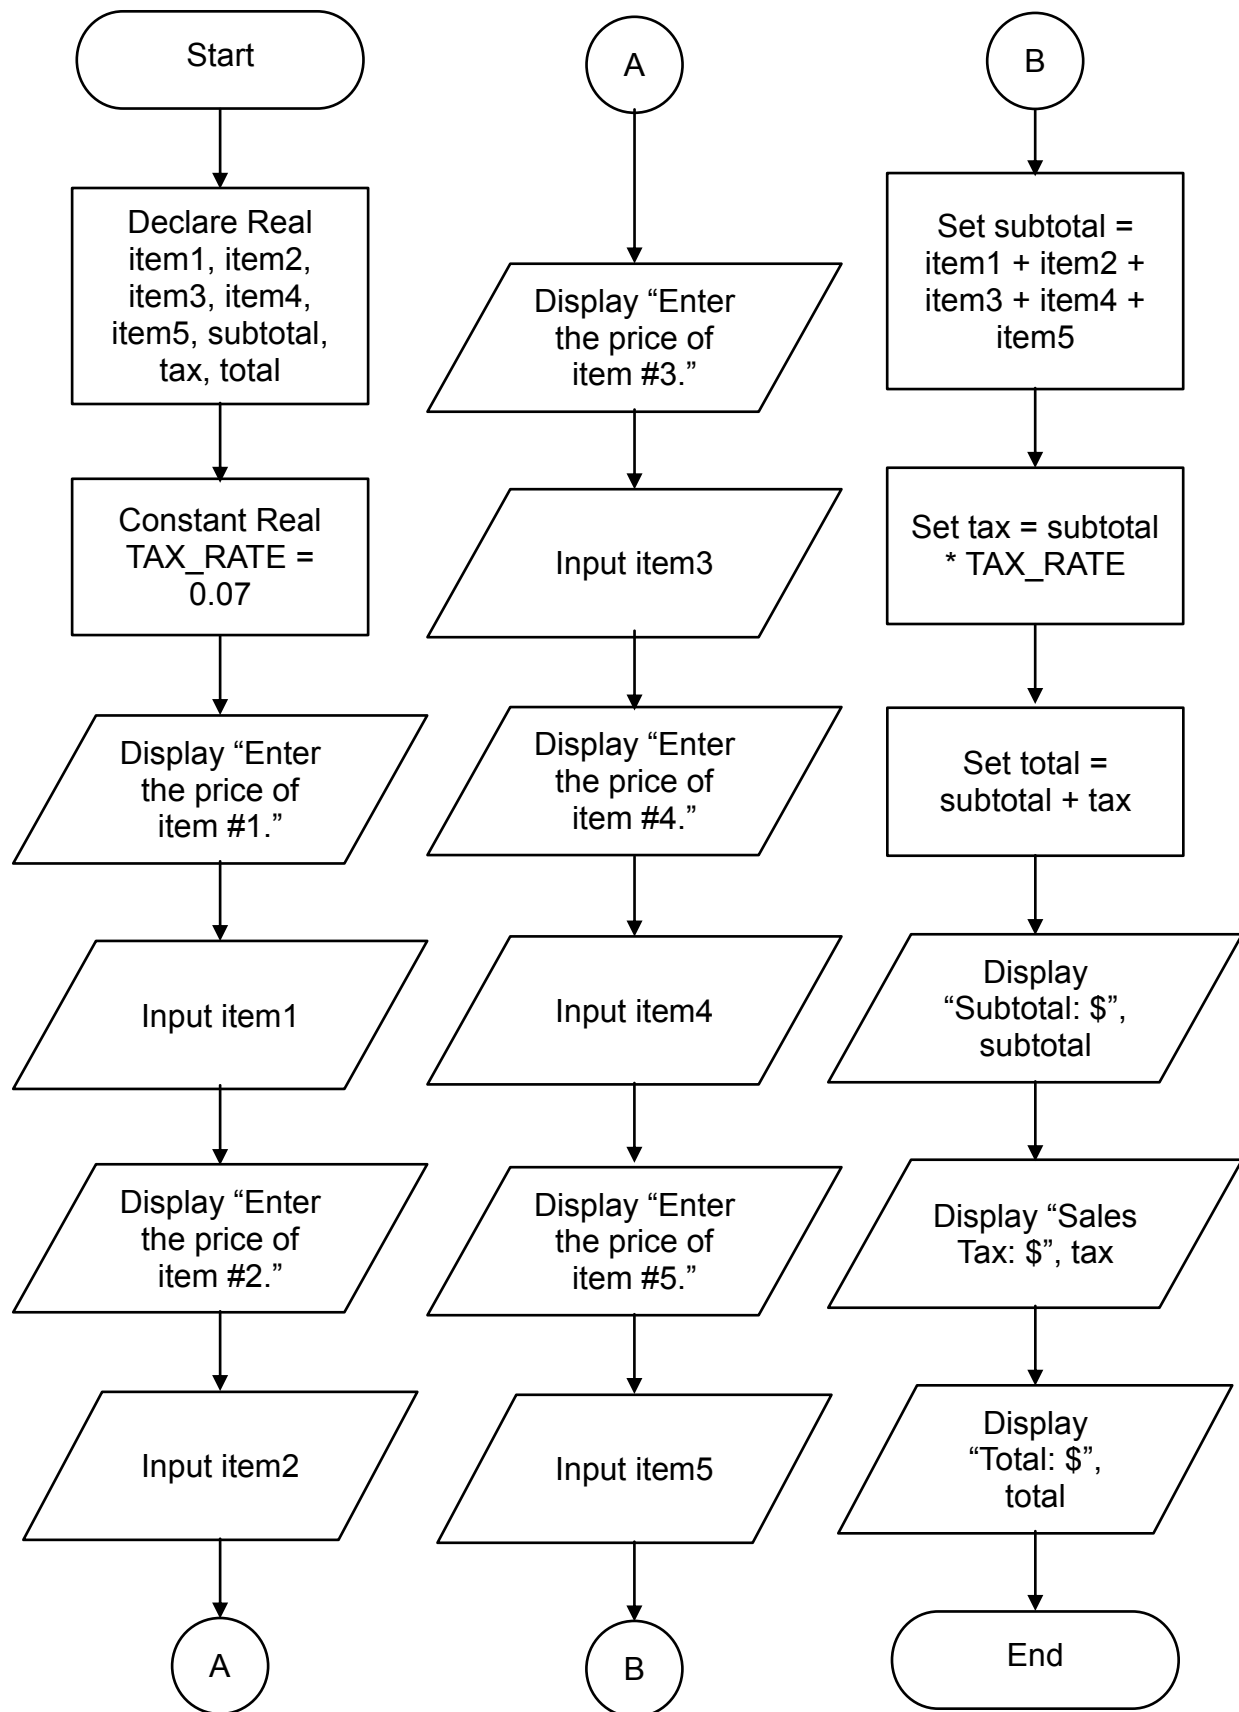 Start
Declare Real
item1, item2,
item3, item4,
item5, subtotal,
tax, total
Constant Real
TAX_RATE =
0.07
Display “Enter
the price of
item #1.”
Input item1
Display “Enter
the price of
item #2.”
Input item2
A
A
Display “Enter
the price of
item #3.”
Input item3
Display “Enter
the price of
item #4.”
Input item4
Display “Enter
the price of
item #5.”
Input item5
B
B
Set subtotal =
item1 + item2 +
item3 + item4 +
item5
Set tax = subtotal
* TAX_RATE
Set total =
subtotal + tax
Display
“Subtotal: $”,
subtotal
Display “Sales
Tax: $”, tax
Display
“Total: $”,
total
End